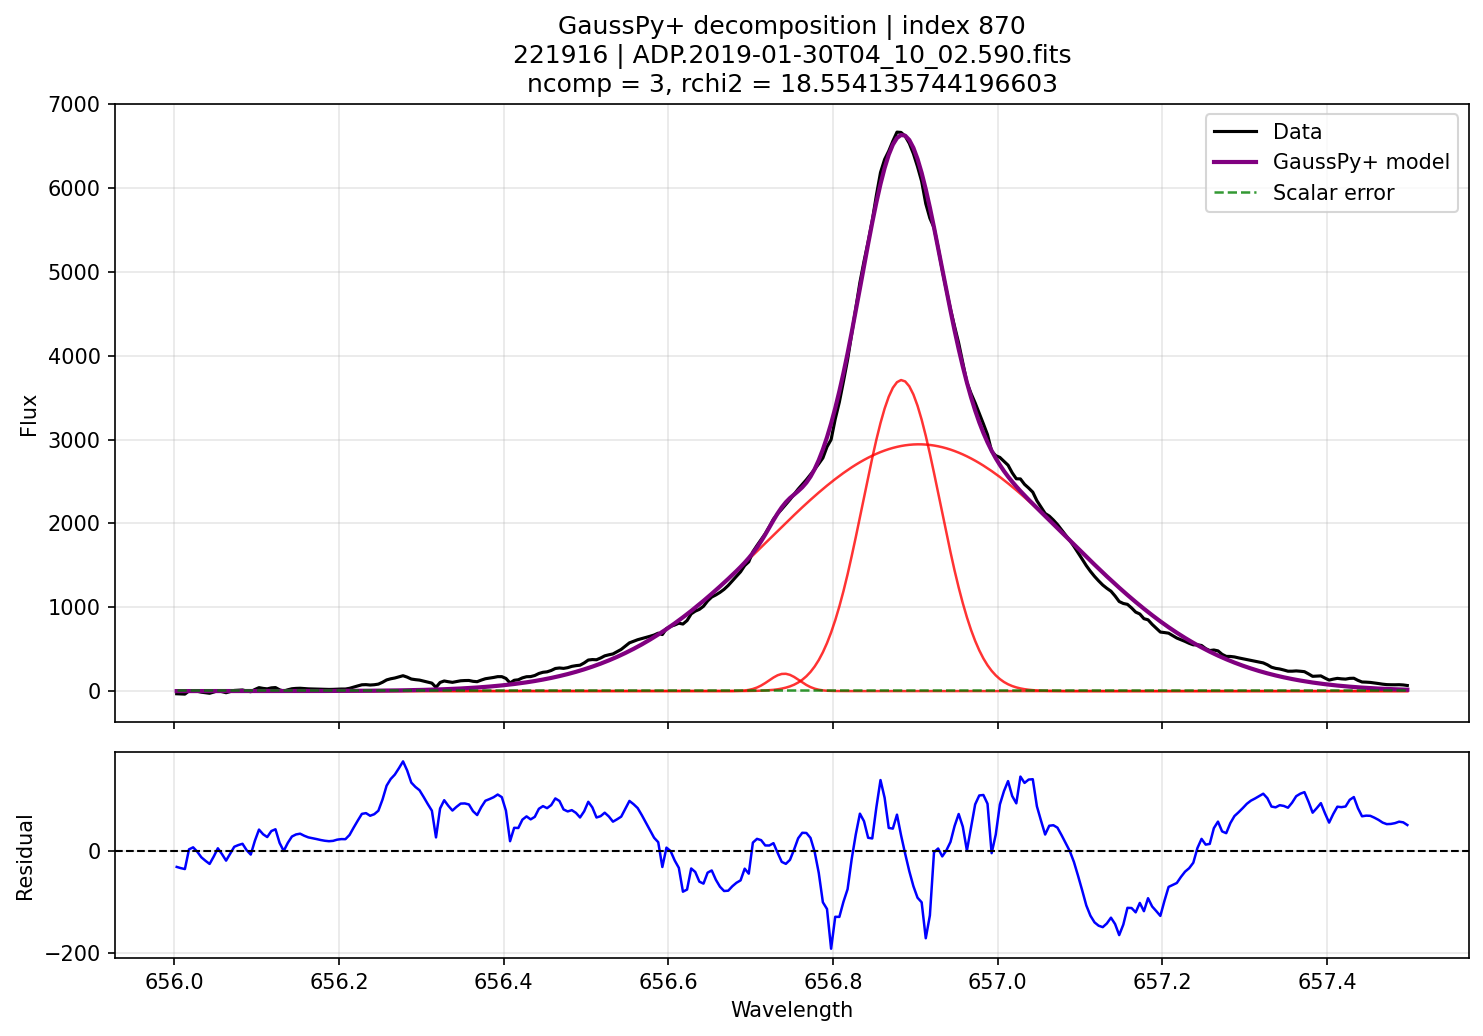 GaussPy+ decomposition | index 870
221916 | ADP.2019-01-30T04_10_02.590.fits
ncomp = 3, rchi2 = 18.554135744196603
7000
6000
5000
4000
3000
2000
1000
0
Flux
Data
GaussPy+ model
Scalar error
0
−200
Residual
656.0 656.2 656.4 656.6 656.8 657.0 657.2 657.4
Wavelength